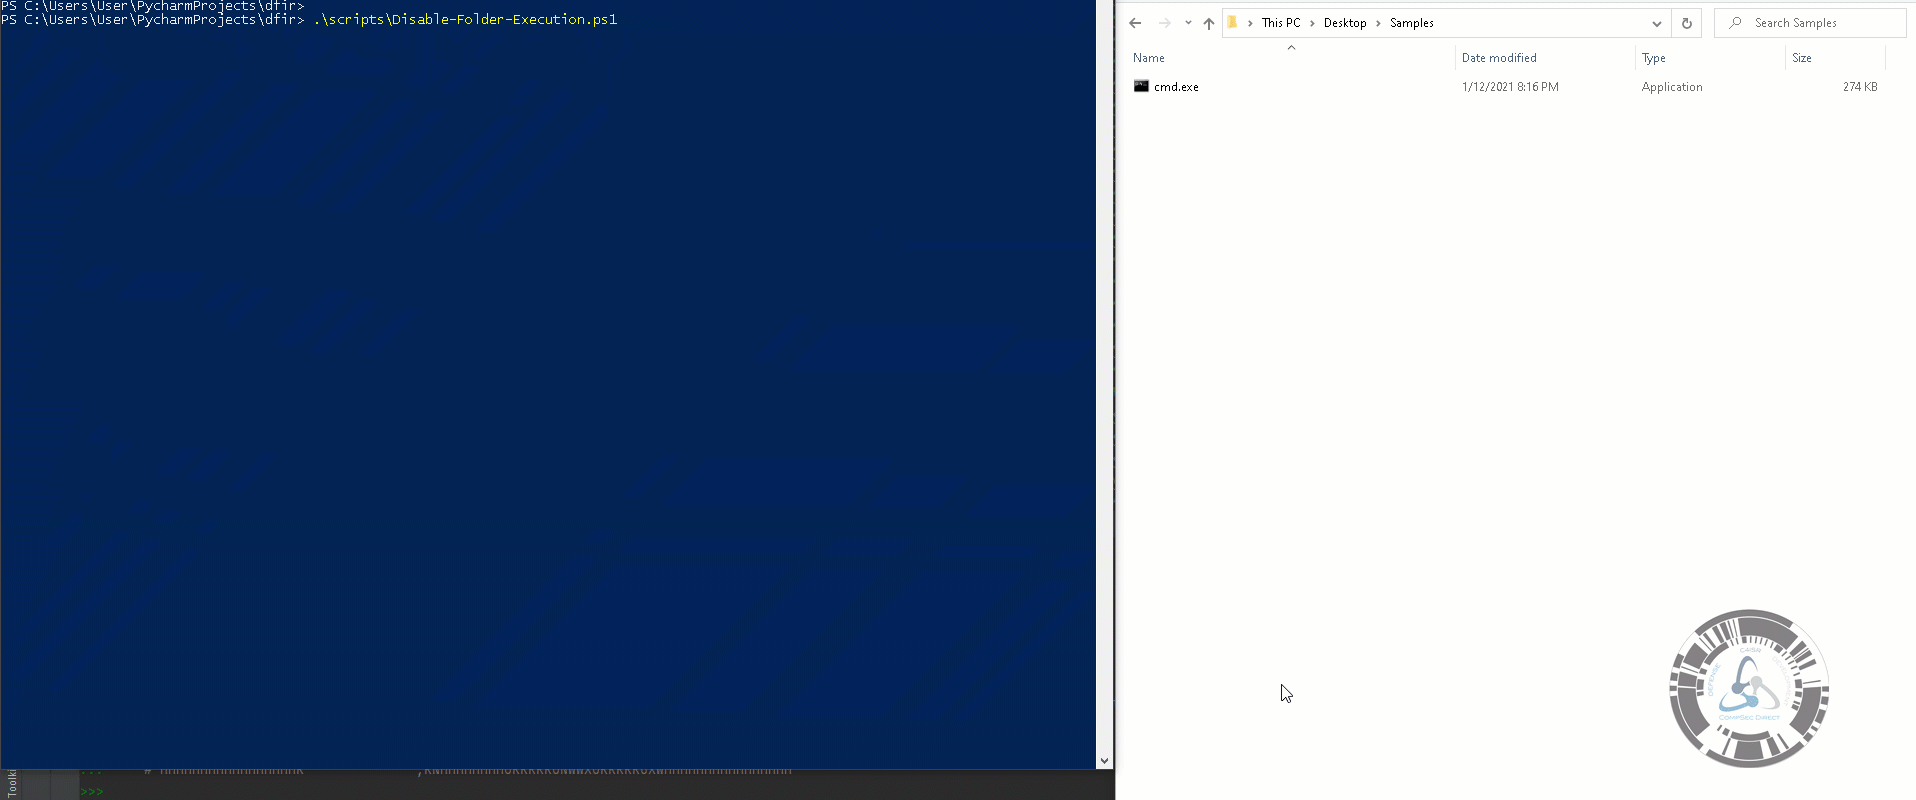 PS C:\Users\User\PycharmProjects\dfir>
PS C:\Users\User\PycharmProjects\dfir> .\scripts\Disable-Folder-Execution.ps1
This PC > Desktop > Samples
Search Samples
Name Date modified Type Size
cmd.exe 1/12/2021 8:16 PM Application 274 KB
C4ISR
DEFENSE
COMPSEC DIRECT
>>>